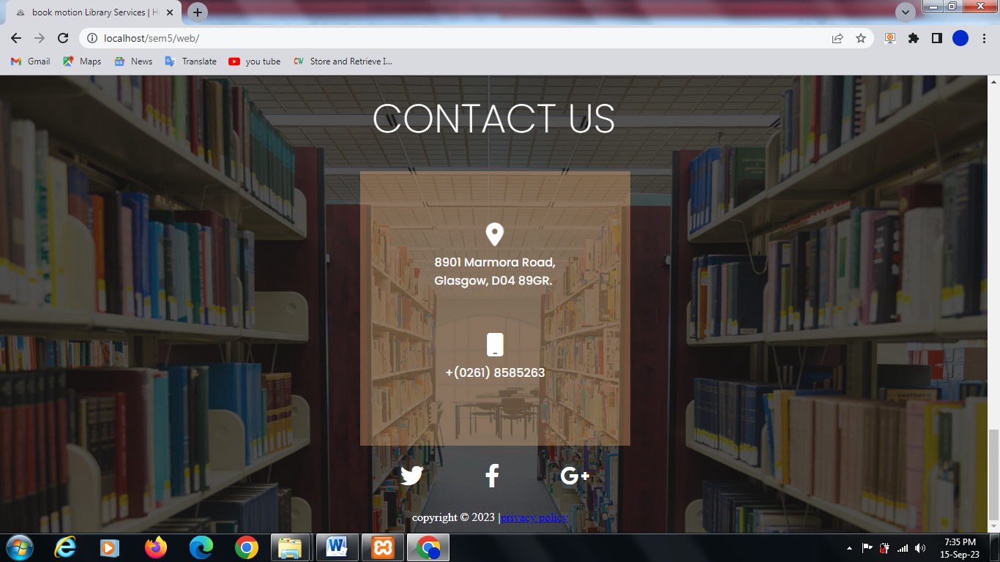 book motion Library Services | H
localhost/sem5/web/
Gmail
Maps
News
Translate
you tube
Store and Retrieve I...
CONTACT US
8901 Marmora Road,
Glasgow, D04 89GR.
+(0261) 8585263
copyright © 2023 |privacy policy
7:35 PM
15-Sep-23